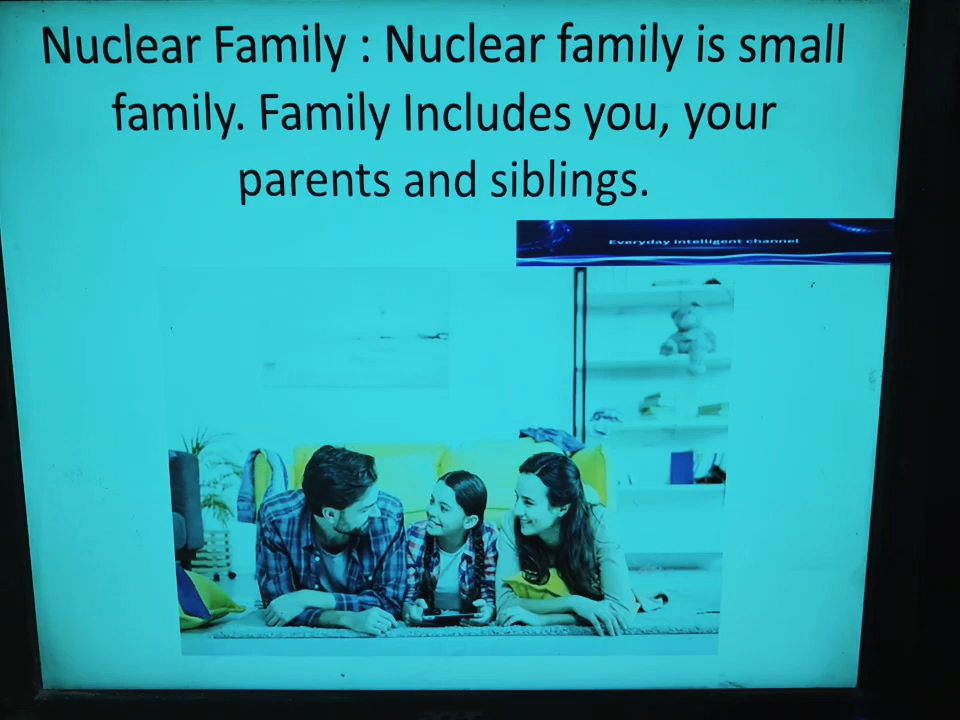 Nuclear Family : Nuclear family is small
family. Family Includes you, your
parents and siblings.
Everyday intelligent channel